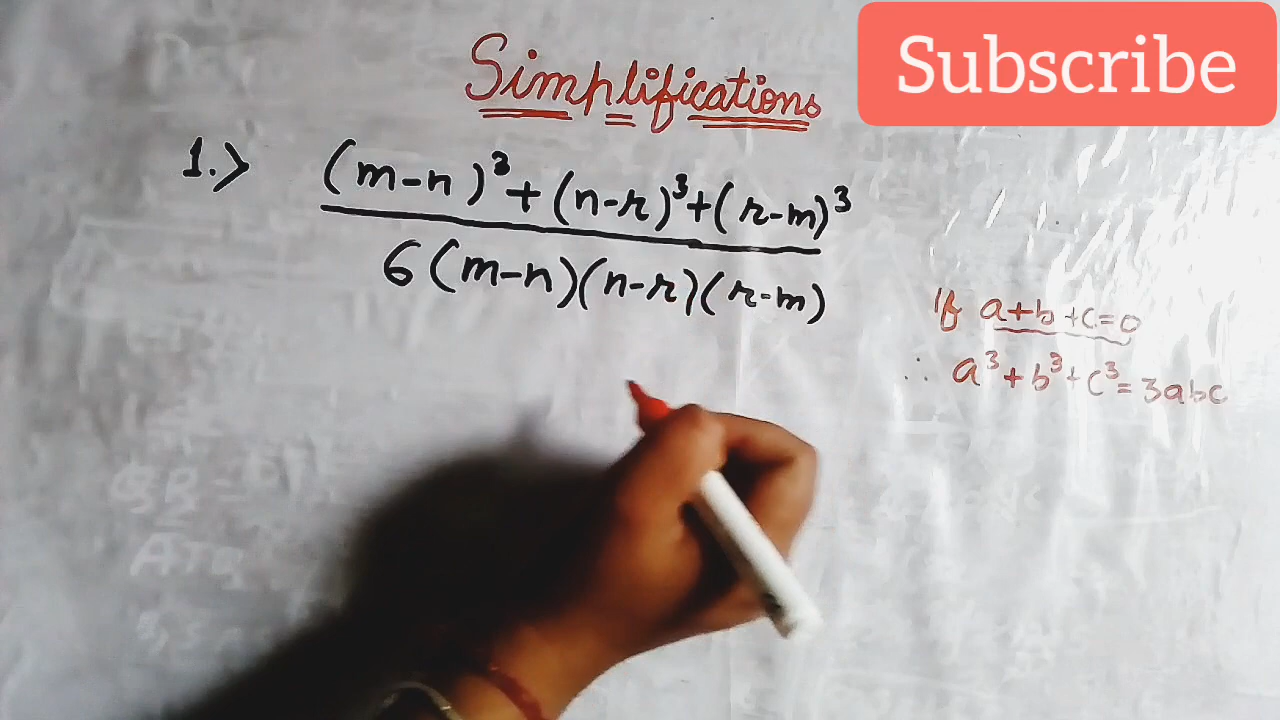 Simplifications
Subscribe
1.> (m-n)³+(n-r)³+(r-m)³
6(m-n)(n-r)(r-m)
If a+b+c=0
∴ a³+b³+c³=3abc